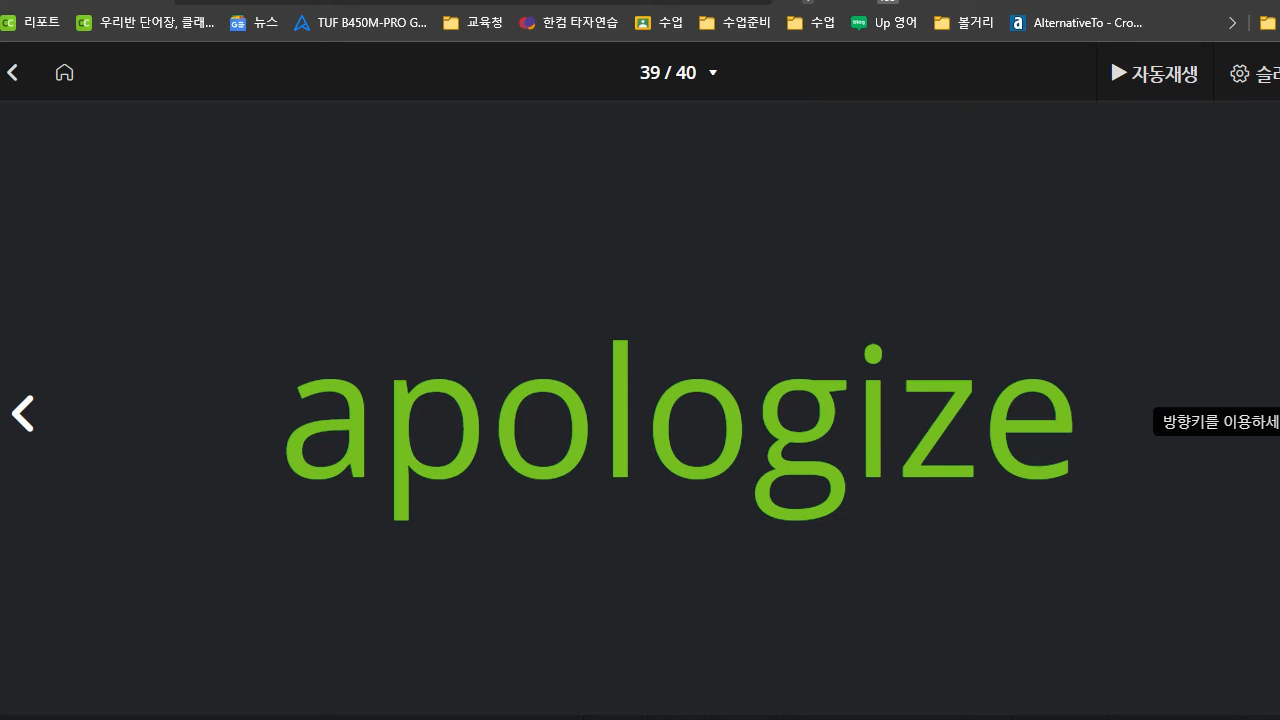 리포트 우리반 단어장, 클래... 뉴스 TUF B450M-PRO G... 교육청 한컴 타자연습 수업 수업준비 수업 Up 영어 볼거리 AlternativeTo - Cro...
39 / 40 자동재생
apologize
방향키를 이용하세